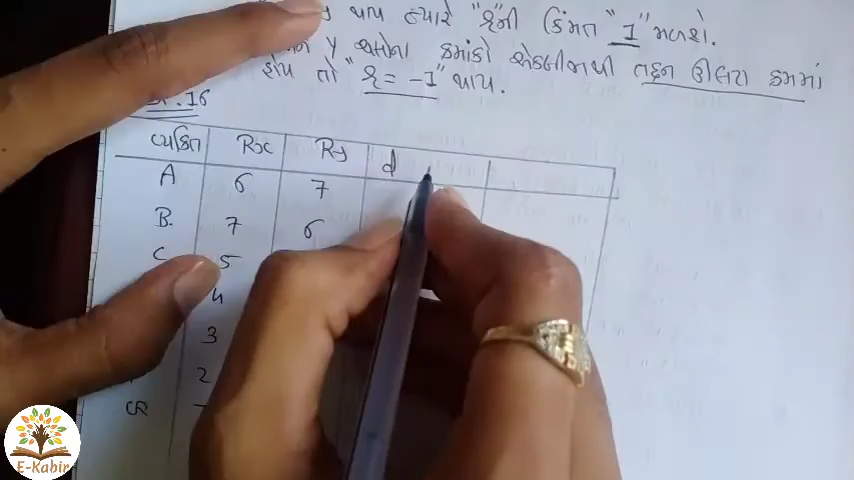 થાય ત્યારે "r"ની કિંમત "1" મળશે.
Y ચલોના ક્રમાંકો એકબીજાથી તદ્દન ઊલટા ક્રમમાં
હોય તો "r = -1" થાય.
.16
વ્યક્તિ Rx Ry d
A 6 7
B. 7 6
C 5
4
3
2
E-Kabir